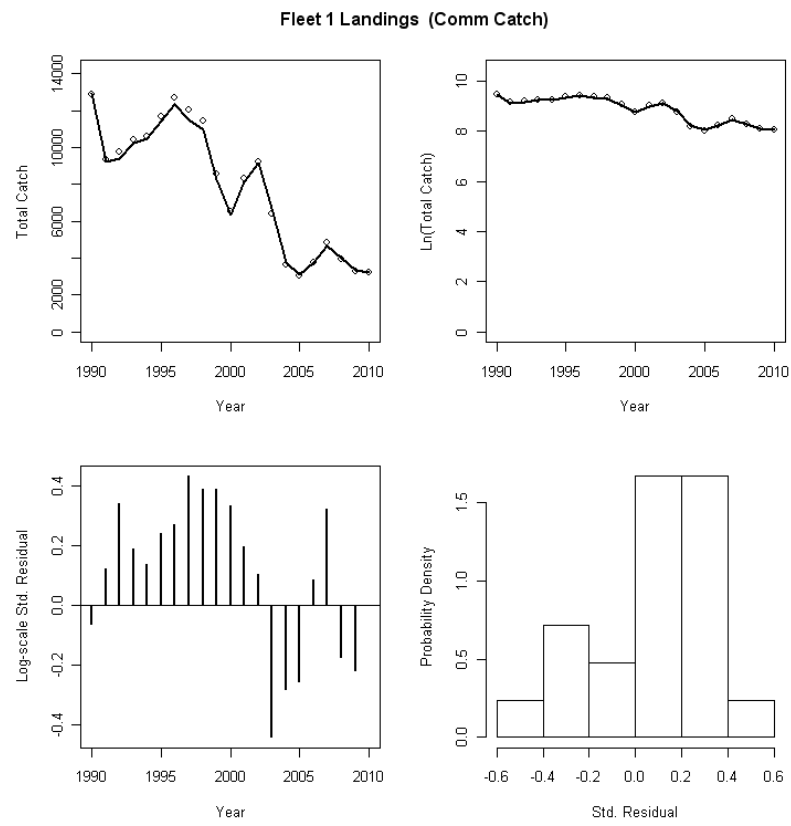 Fleet 1 Landings  (Comm Catch)
Total Catch
14000
10000
6000
2000
0
1990 1995 2000 2005 2010
Year
Ln(Total Catch)
10
8
6
4
2
0
1990 1995 2000 2005 2010
Year
Log-scale Std. Residual
0.4
0.2
0.0
-0.2
-0.4
1990 1995 2000 2005 2010
Year
Probability Density
1.5
1.0
0.5
0.0
-0.6 -0.4 -0.2 0.0 0.2 0.4 0.6
Std. Residual